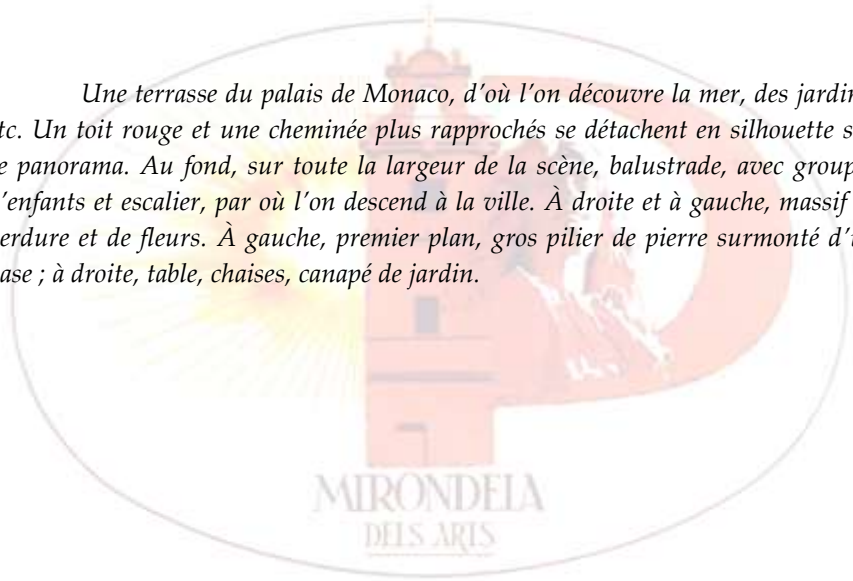 Une terrasse du palais de Monaco, d'où l'on découvre la mer, des jardin
tc. Un toit rouge et une cheminée plus rapprochés se détachent en silhouette s
e panorama. Au fond, sur toute la largeur de la scène, balustrade, avec group
'enfants et escalier, par où l'on descend à la ville. À droite et à gauche, massif
erdure et de fleurs. À gauche, premier plan, gros pilier de pierre surmonté d'u
ase ; à droite, table, chaises, canapé de jardin.
MIRONDELA
DELS ARTS